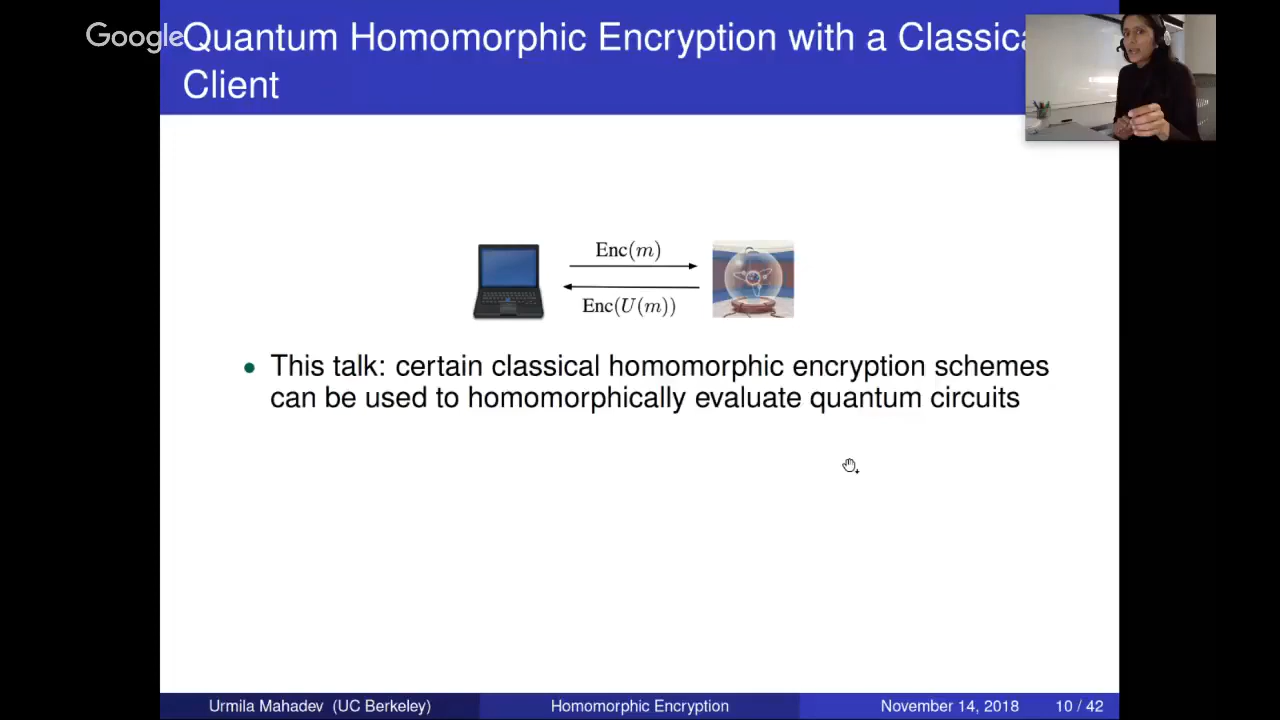 Google
Quantum Homomorphic Encryption with a Classica
Client
Enc(m)
Enc(U(m))
• This talk: certain classical homomorphic encryption schemes
can be used to homomorphically evaluate quantum circuits
Urmila Mahadev (UC Berkeley) Homomorphic Encryption November 14, 2018 10 / 42